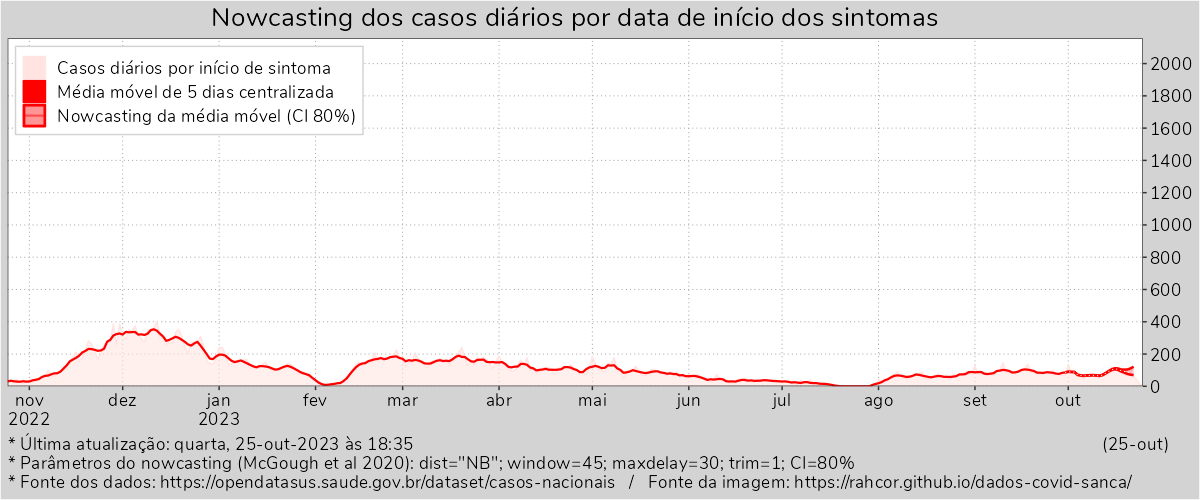 Nowcasting dos casos diários por data de início dos sintomas
Casos diários por início de sintoma
Média móvel de 5 dias centralizada
Nowcasting da média móvel (CI 80%)
2000
1800
1600
1400
1200
1000
800
600
400
200
0
nov dez jan fev mar abr mai jun jul ago set out
2022 2023
* Última atualização: quarta, 25-out-2023 às 18:35 (25-out)
* Parâmetros do nowcasting (McGough et al 2020): dist="NB"; window=45; maxdelay=30; trim=1; CI=80%
* Fonte dos dados: https://opendatasus.saude.gov.br/dataset/casos-nacionais / Fonte da imagem: https://rahcor.github.io/dados-covid-sanca/